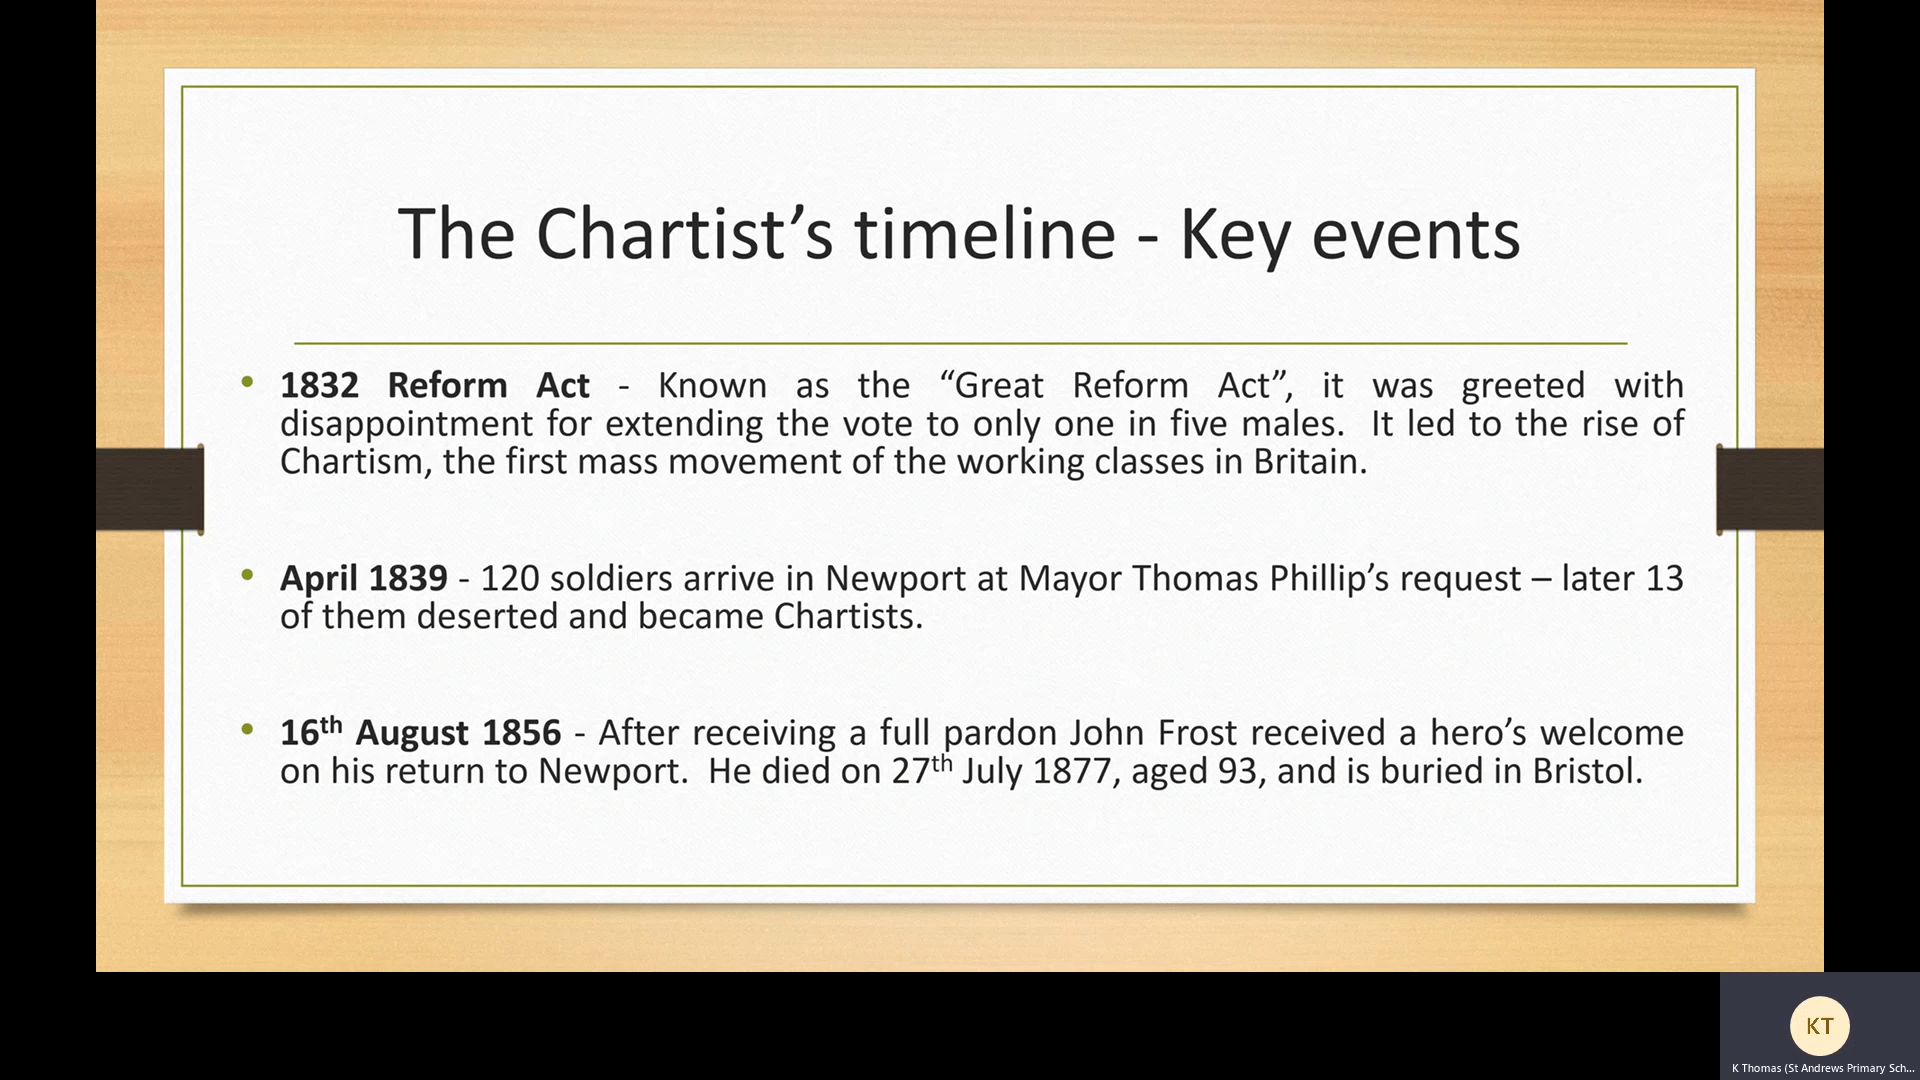 The Chartist’s timeline - Key events
• 1832 Reform Act - Known as the “Great Reform Act”, it was greeted with
disappointment for extending the vote to only one in five males.  It led to the rise of
Chartism, the first mass movement of the working classes in Britain.
• April 1839 - 120 soldiers arrive in Newport at Mayor Thomas Phillip’s request – later 13
of them deserted and became Chartists.
• 16th August 1856 - After receiving a full pardon John Frost received a hero’s welcome
on his return to Newport.  He died on 27th July 1877, aged 93, and is buried in Bristol.
KT
K Thomas (St Andrews Primary Sch...